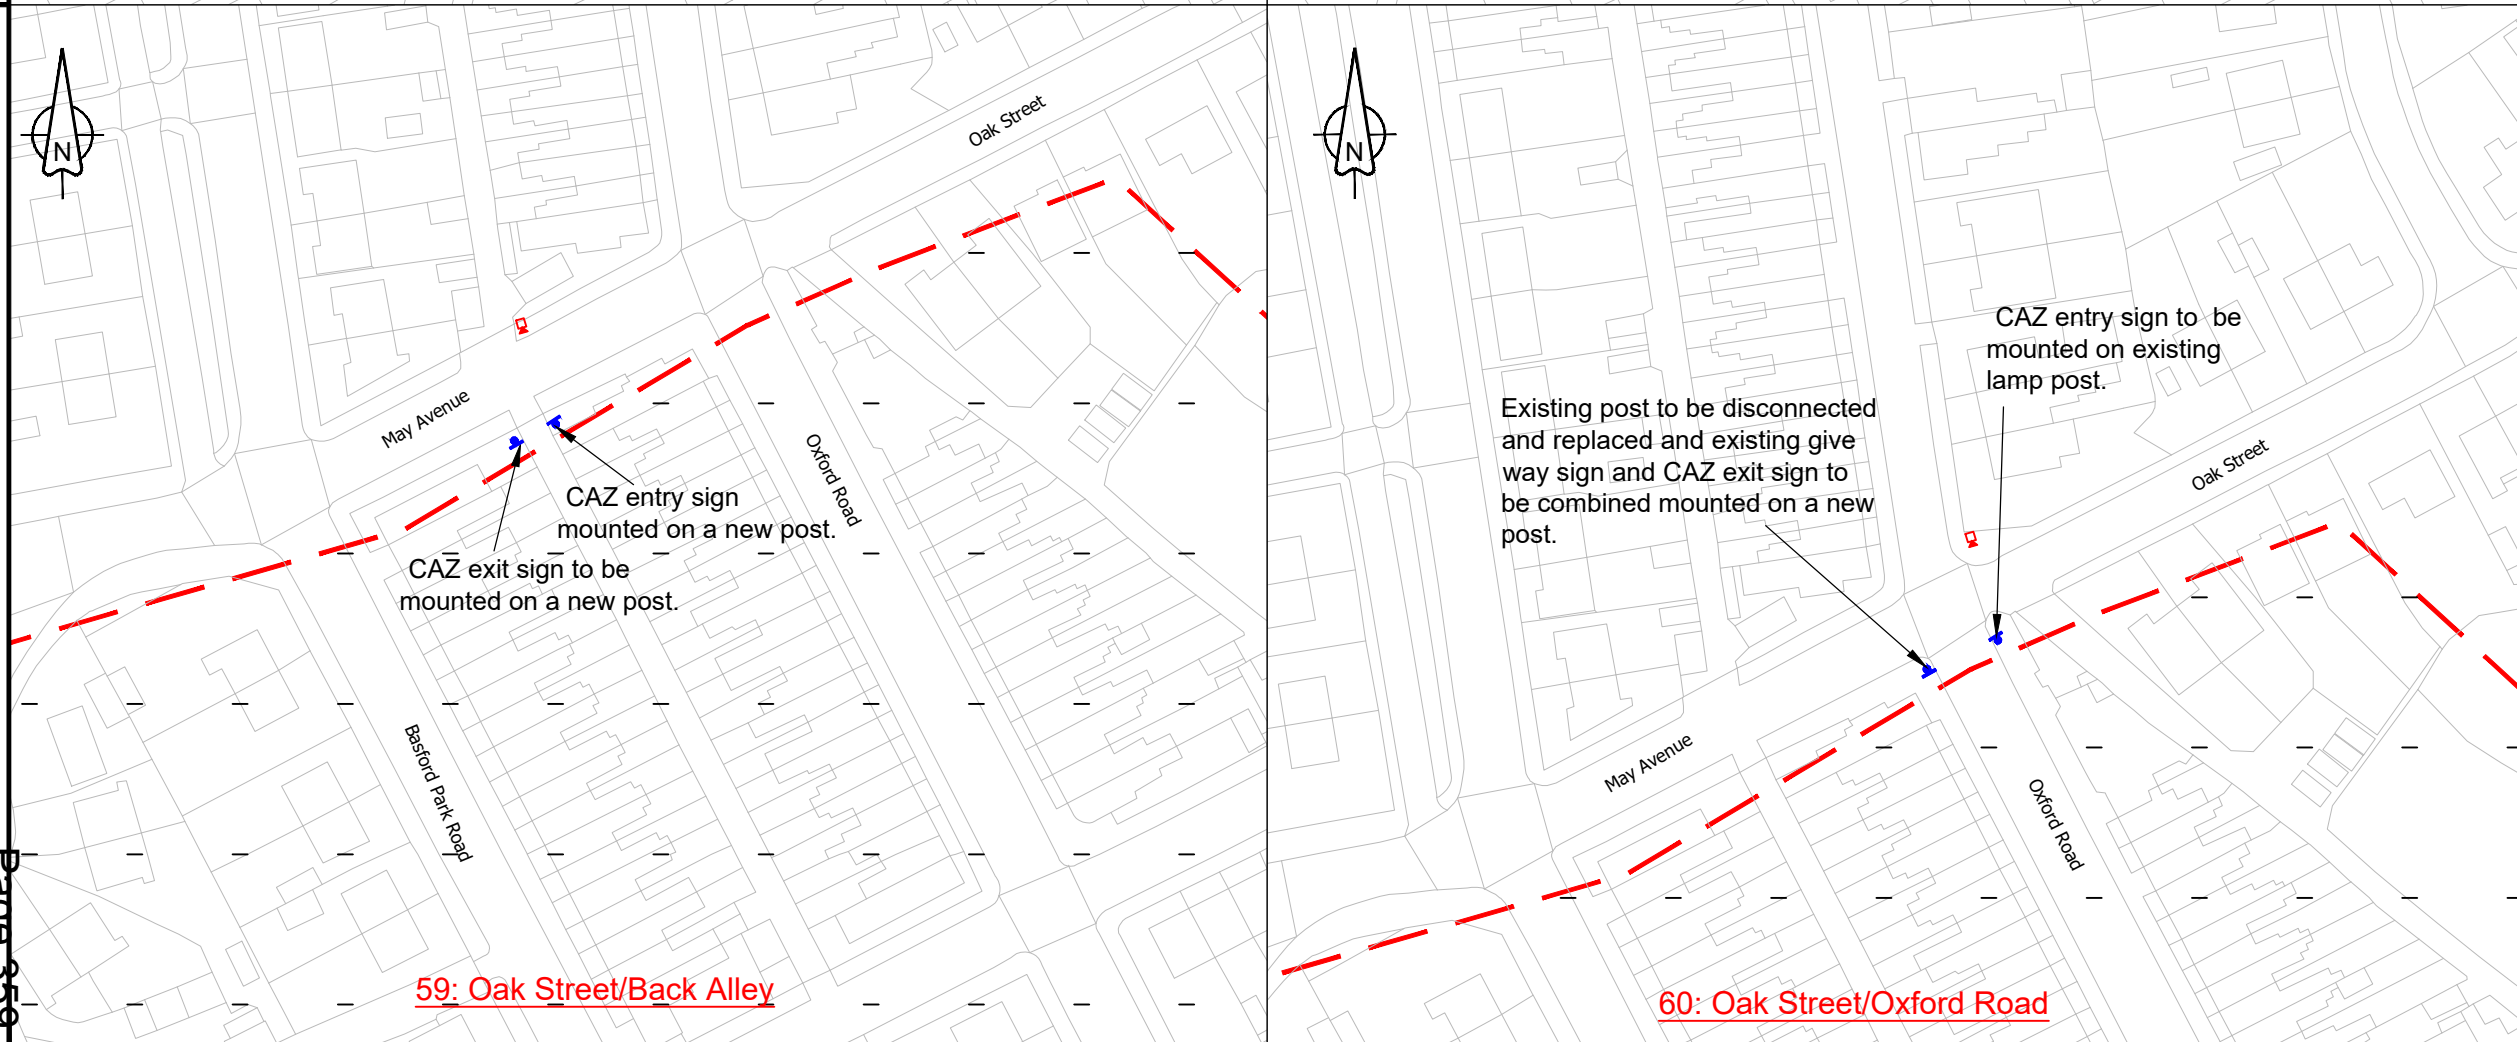 N
Oak Street
May Avenue
Oxford Road
CAZ entry sign
mounted on a new post.
CAZ exit sign to be
mounted on a new post.
Basford Park Road
59: Oak Street/Back Alley
N
CAZ entry sign to  be
mounted on existing
lamp post.
Existing post to be disconnected
and replaced and existing give
way sign and CAZ exit sign to
be combined mounted on a new
post.
Oak Street
May Avenue
Oxford Road
60: Oak Street/Oxford Road
Page 359